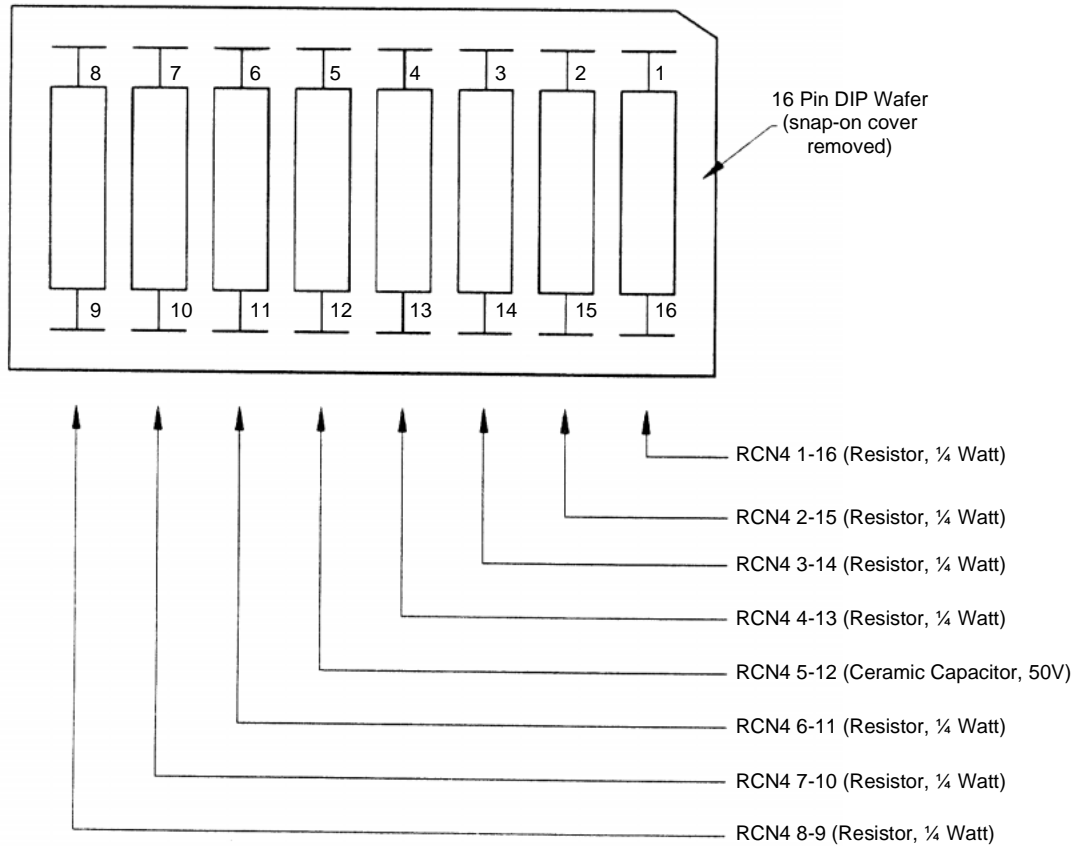 8 7 6 5 4 3 2 1
16 Pin DIP Wafer
(snap-on cover
removed)
9 10 11 12 13 14 15 16
RCN4 1-16 (Resistor, ¼ Watt)
RCN4 2-15 (Resistor, ¼ Watt)
RCN4 3-14 (Resistor, ¼ Watt)
RCN4 4-13 (Resistor, ¼ Watt)
RCN4 5-12 (Ceramic Capacitor, 50V)
RCN4 6-11 (Resistor, ¼ Watt)
RCN4 7-10 (Resistor, ¼ Watt)
RCN4 8-9 (Resistor, ¼ Watt)